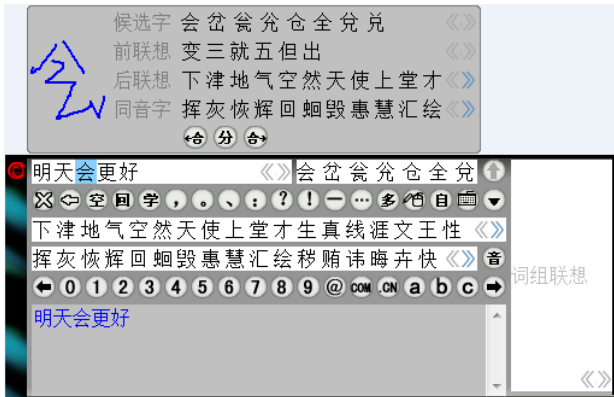 候选字 会岔瓮兊仓全兌兑《》
前联想 变三就五但出《》
后联想 下津地气空然天使上堂才《》
同音字 挥灰恢辉回蛔毁惠慧汇绘《》
合 分 合
明天会更好《》会岔瓮兊仓全兌
空 回 学 , 。 、 : ? ! 一 … 多 自
下津地气空然天使上堂才生真线涯文王性《》
挥灰恢辉回蛔毁惠慧汇绘秽贿讳晦卉快《》音
0 1 2 3 4 5 6 7 8 9 @ COM .CN a b c
词组联想
明天会更好
《》